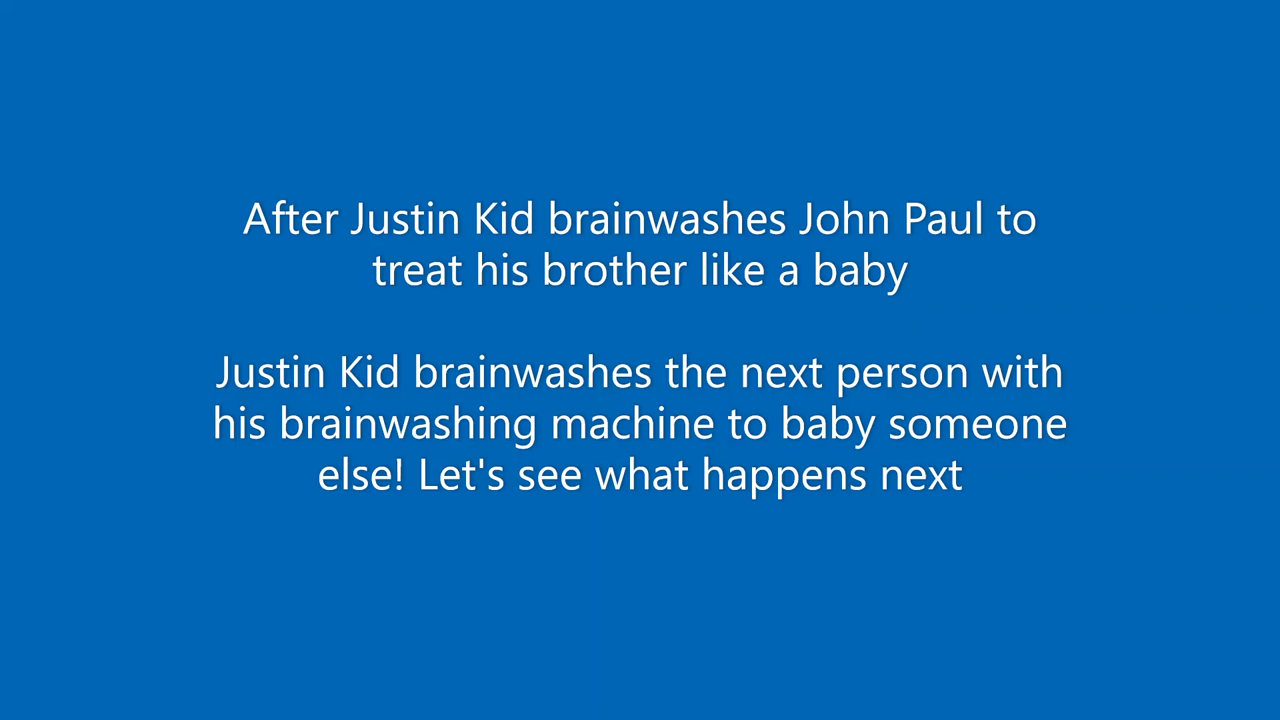 After Justin Kid brainwashes John Paul to
treat his brother like a baby
Justin Kid brainwashes the next person with
his brainwashing machine to baby someone
else! Let's see what happens next